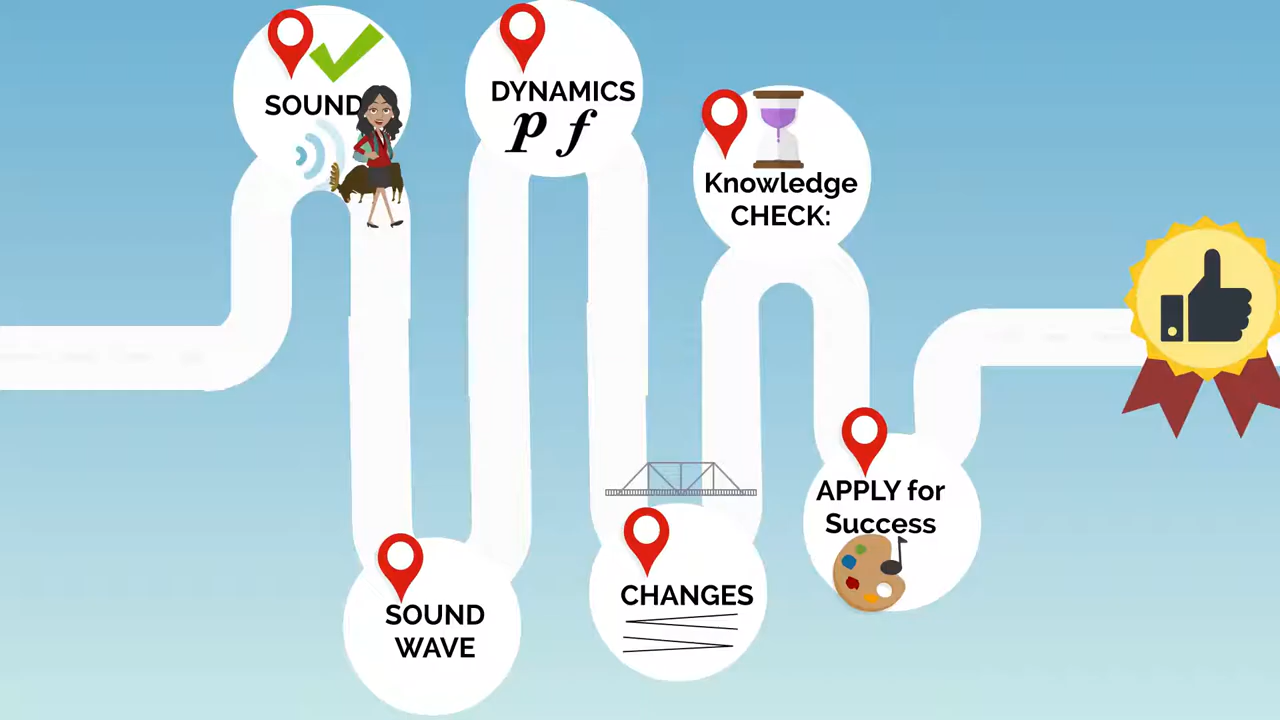 SOUND
SOUND
WAVE
DYNAMICS
p f
CHANGES
Knowledge
CHECK:
APPLY for
Success